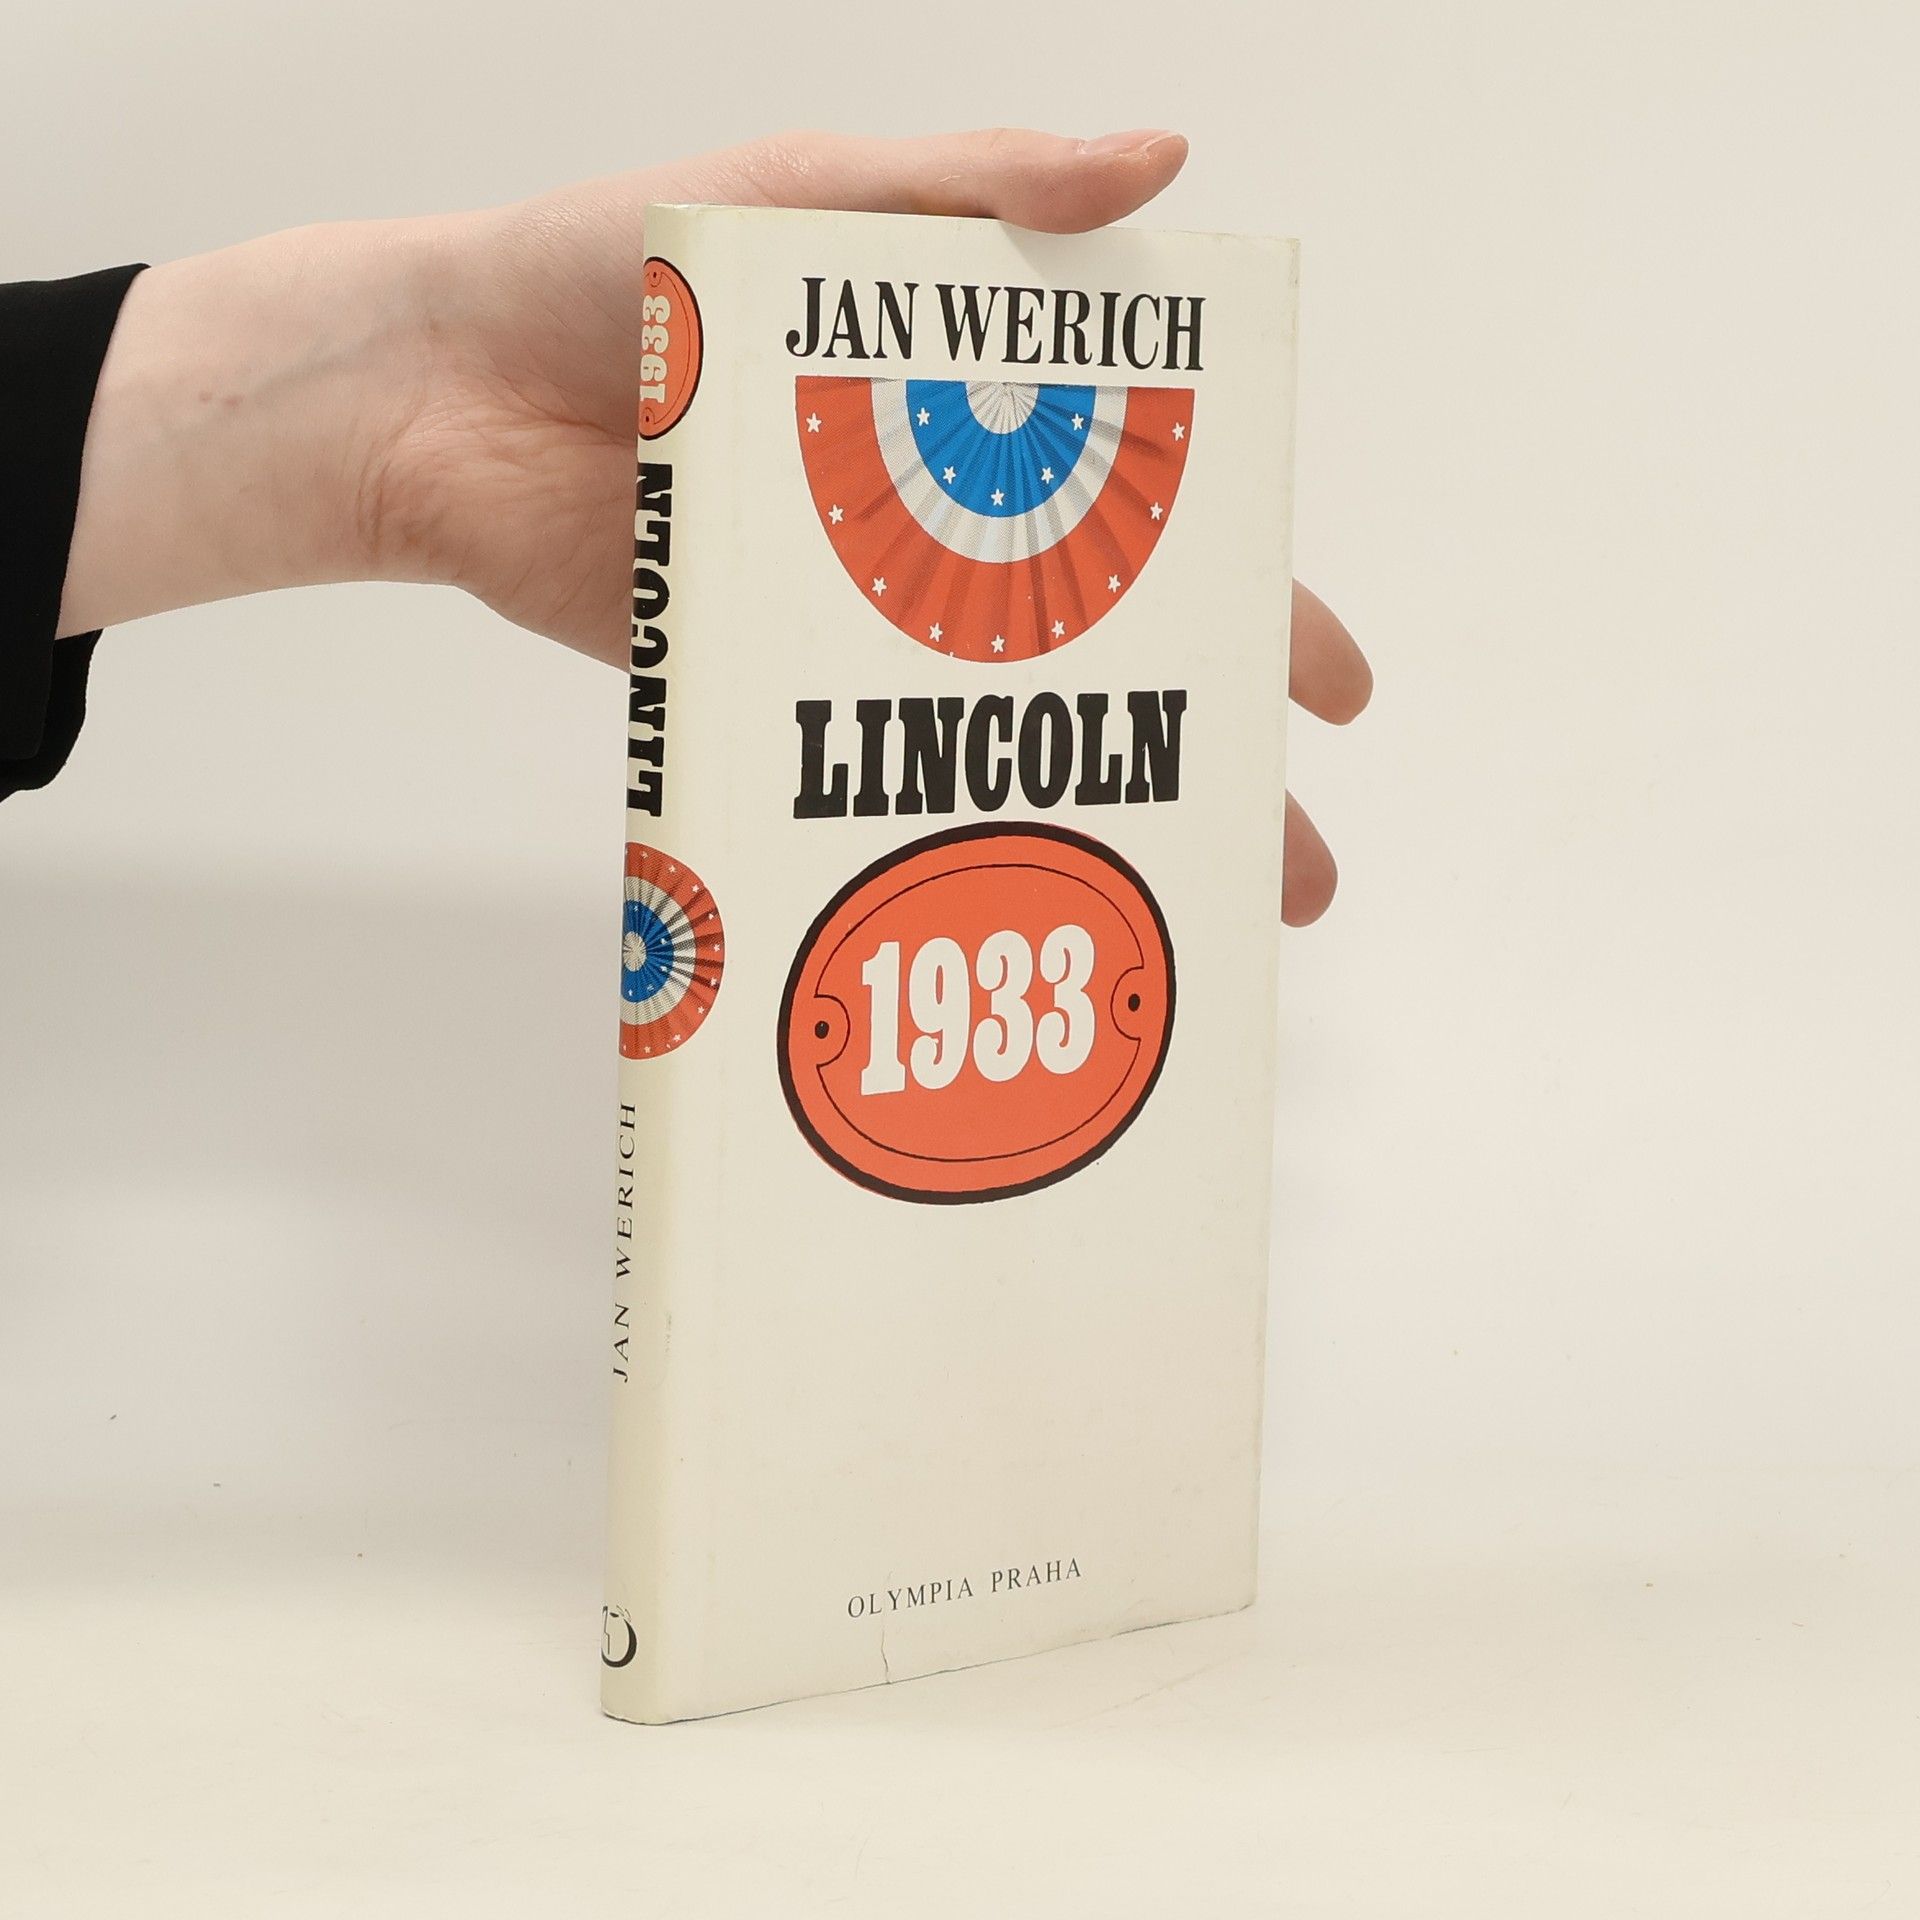 JAN WERICH
LINCOLN
1933
OLYMPIA PRAHA
1933
LINCOLN
JAN WERICH